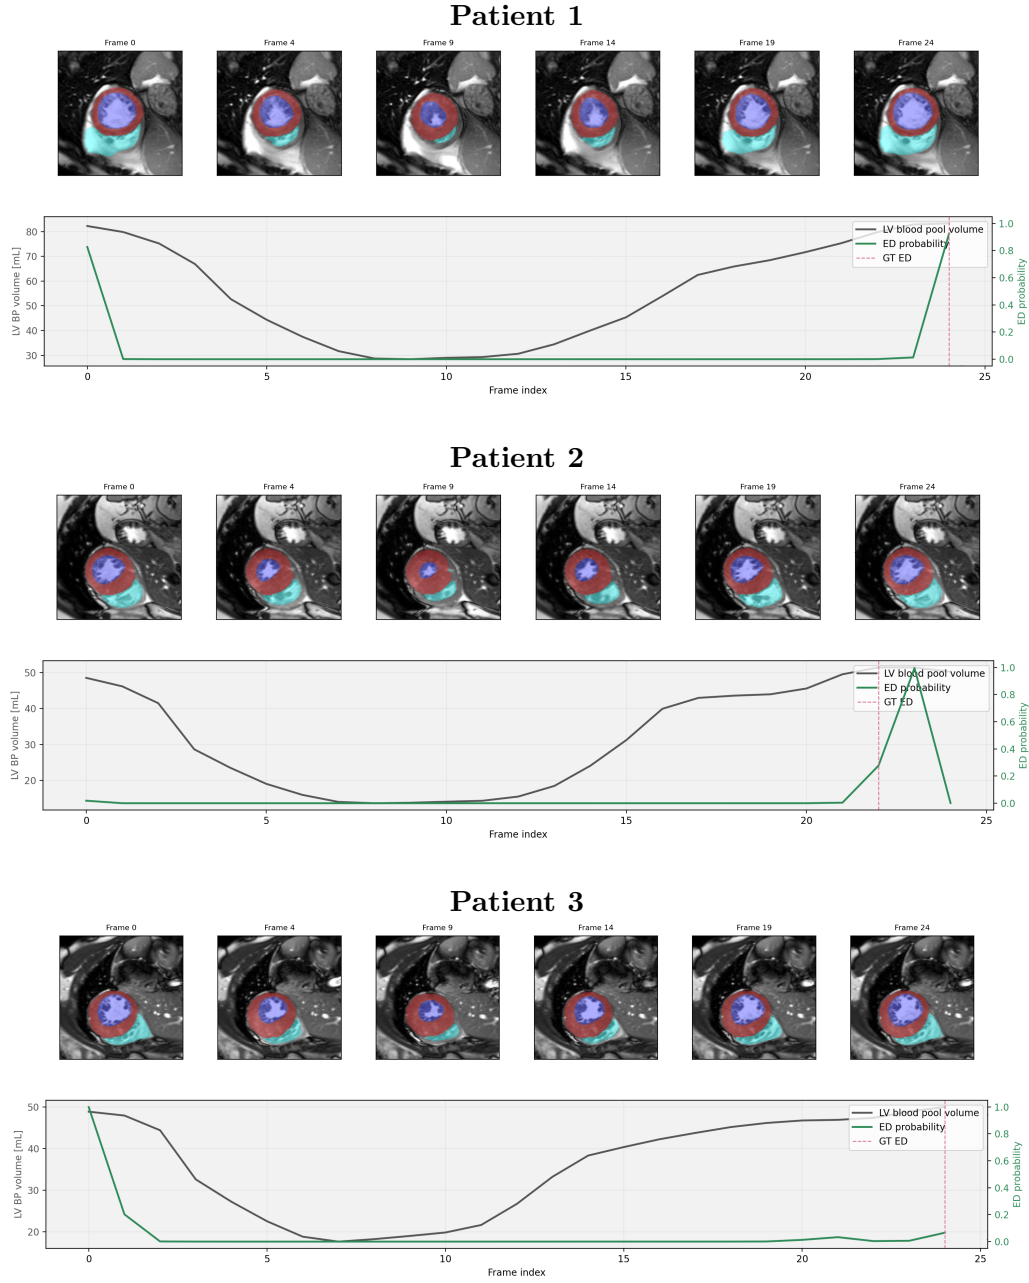 Patient 1
Frame 0 Frame 4 Frame 9 Frame 14 Frame 19 Frame 24
80
70
60
50
40
30
LV BP volume [mL]
1.0
0.8
0.6
0.4
0.2
0.0
ED probability
LV blood pool volume
ED probability
GT ED
0 5 10 15 20 25
Frame index
Patient 2
Frame 0 Frame 4 Frame 9 Frame 14 Frame 19 Frame 24
50
40
30
20
LV BP volume [mL]
1.0
0.8
0.6
0.4
0.2
0.0
ED probability
LV blood pool volume
ED probability
GT ED
0 5 10 15 20 25
Frame index
Patient 3
Frame 0 Frame 4 Frame 9 Frame 14 Frame 19 Frame 24
50
40
30
20
LV BP volume [mL]
1.0
0.8
0.6
0.4
0.2
0.0
ED probability
LV blood pool volume
ED probability
GT ED
0 5 10 15 20 25
Frame index